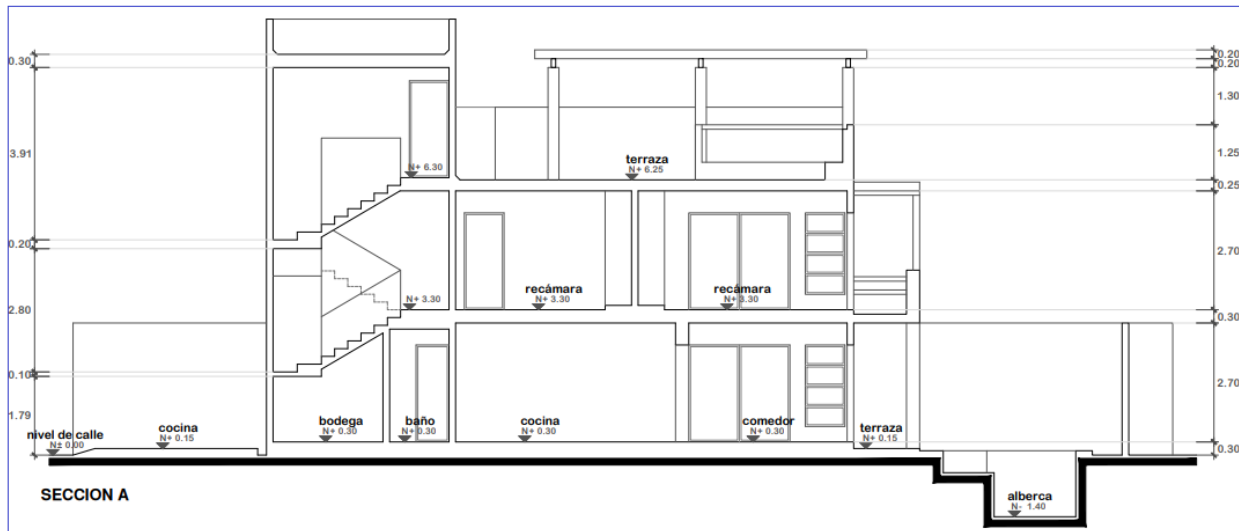 0.30
3.91
0.20
2.80
0.10
1.79
0.20
0.20
1.30
1.25
0.25
2.70
0.30
2.70
0.30
N+ 6.30
terraza
N+ 6.25
N+ 3.30
recámara
N+ 3.30
recámara
N+ 3.30
nivel de calle
N± 0.00
cocina
N+ 0.15
bodega
N+ 0.30
baño
N+ 0.30
cocina
N+ 0.30
comedor
N+ 0.30
terraza
N+ 0.15
alberca
N- 1.40
SECCION A